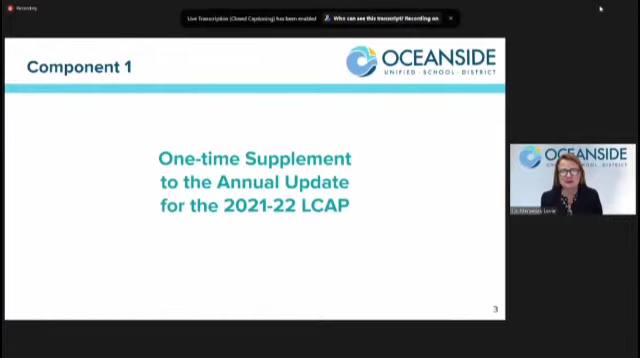 Recording
Live Transcription (Closed Captioning) has been enabled
Who can see this transcript? Recording on
Component 1
OCEANSIDE
UNIFIED · SCHOOL · DISTRICT
One-time Supplement
to the Annual Update
for the 2021-22 LCAP
3
OCEANSIDE
UNIFIED · SCHOOL · DISTRICT